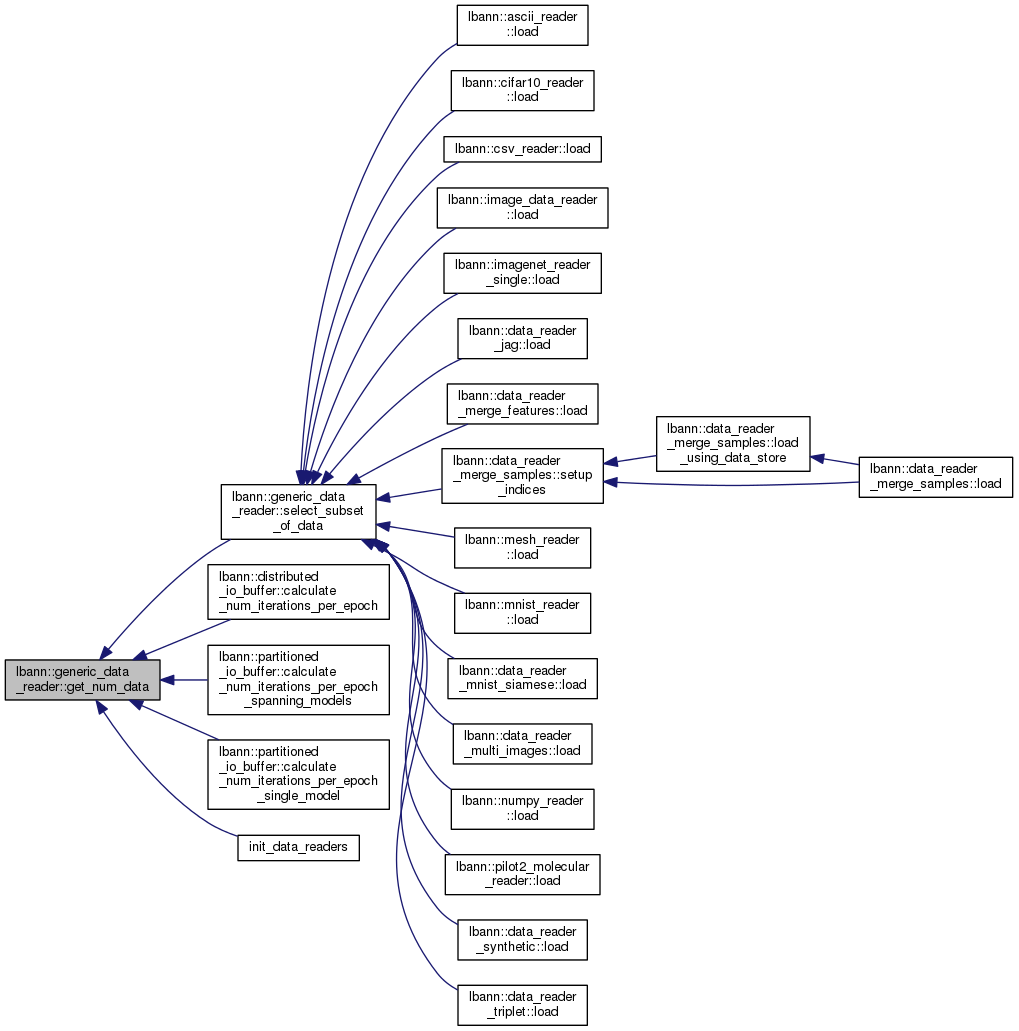 lbann::ascii_reader
::load
lbann::cifar10_reader
::load
lbann::csv_reader::load
lbann::image_data_reader
::load
lbann::imagenet_reader
_single::load
lbann::data_reader
_jag::load
lbann::data_reader
_merge_features::load
lbann::data_reader
_merge_samples::setup
_indices
lbann::data_reader
_merge_samples::load
_using_data_store
lbann::data_reader
_merge_samples::load
lbann::generic_data
_reader::select_subset
_of_data
lbann::mesh_reader
::load
lbann::distributed
_io_buffer::calculate
_num_iterations_per_epoch
lbann::mnist_reader
::load
lbann::generic_data
_reader::get_num_data
lbann::partitioned
_io_buffer::calculate
_num_iterations_per_epoch
_spanning_models
lbann::data_reader
_mnist_siamese::load
lbann::data_reader
_multi_images::load
lbann::partitioned
_io_buffer::calculate
_num_iterations_per_epoch
_single_model
lbann::numpy_reader
::load
init_data_readers
lbann::pilot2_molecular
_reader::load
lbann::data_reader
_synthetic::load
lbann::data_reader
_triplet::load